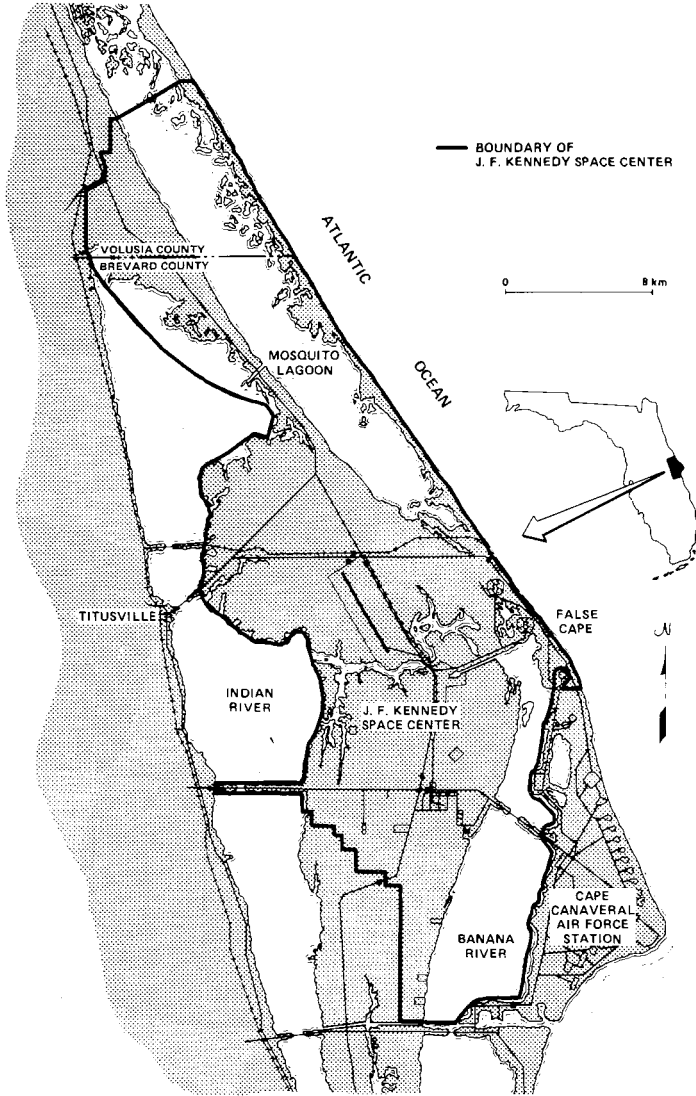 BOUNDARY OF
J. F. KENNEDY SPACE CENTER
VOLUSIA COUNTY
BREVARD COUNTY
ATLANTIC
OCEAN
0 8 km
MOSQUITO
LAGOON
TITUSVILLE
FALSE
CAPE
N
INDIAN
RIVER
J. F. KENNEDY
SPACE CENTER
BANANA
RIVER
CAPE
CANAVERAL
AIR FORCE
STATION